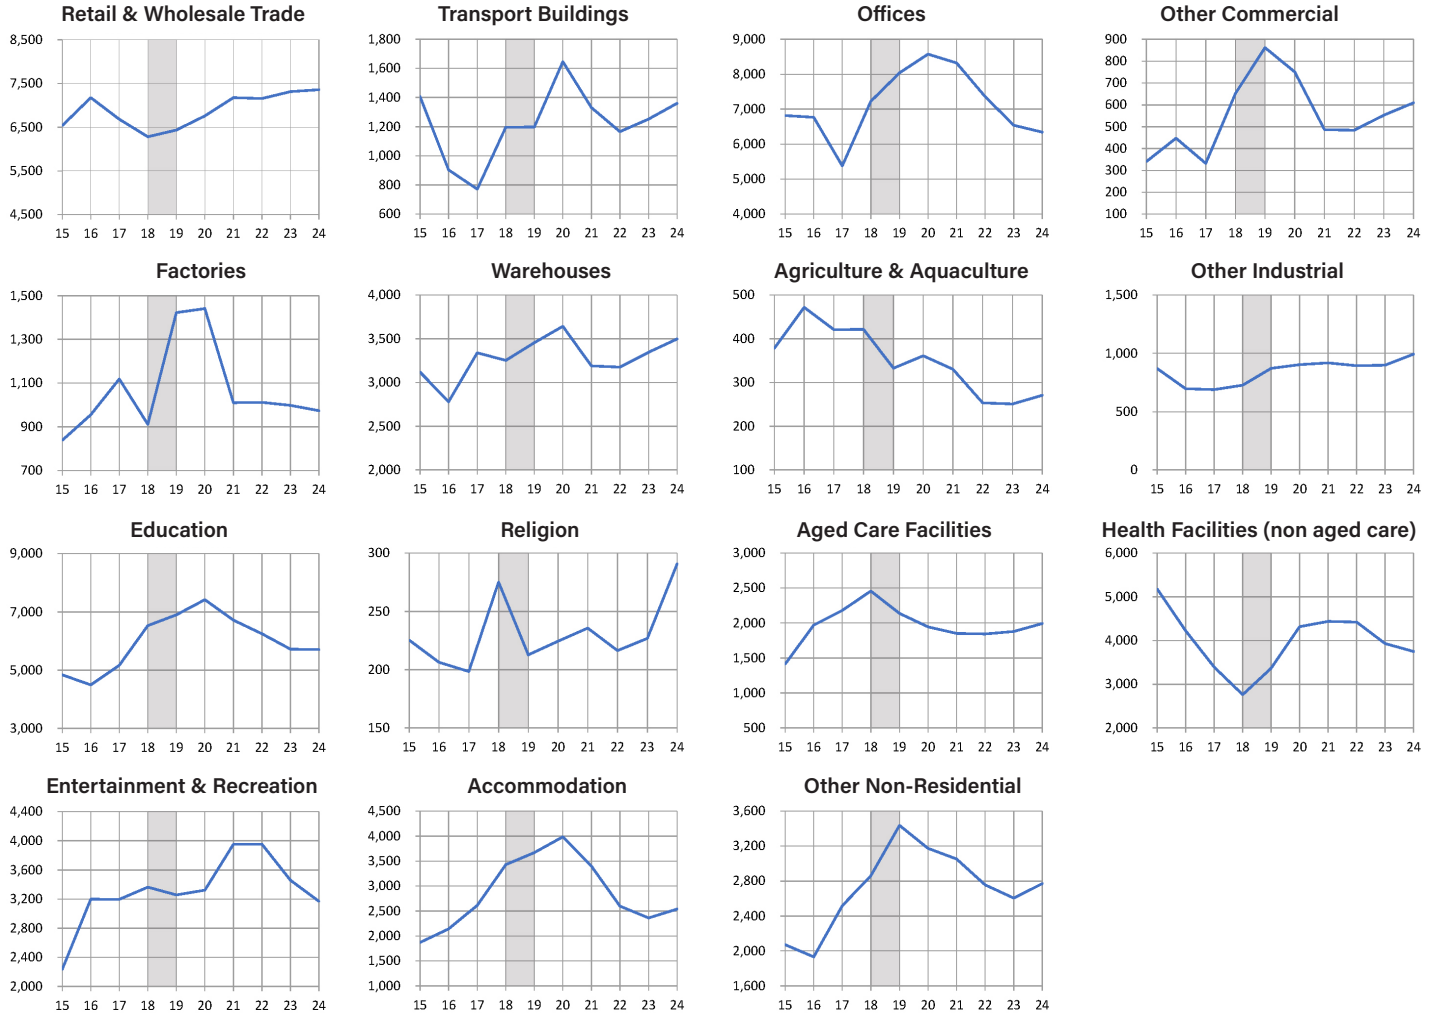 Retail & Wholesale Trade
8,500
7,500
6,500
5,500
4,500
15 16 17 18 19 20 21 22 23 24
Transport Buildings
1,800
1,600
1,400
1,200
1,000
800
600
15 16 17 18 19 20 21 22 23 24
Offices
9,000
8,000
7,000
6,000
5,000
4,000
15 16 17 18 19 20 21 22 23 24
Other Commercial
900
800
700
600
500
400
300
200
100
15 16 17 18 19 20 21 22 23 24
Factories
1,500
1,300
1,100
900
700
15 16 17 18 19 20 21 22 23 24
Warehouses
4,000
3,500
3,000
2,500
2,000
15 16 17 18 19 20 21 22 23 24
Agriculture & Aquaculture
500
400
300
200
100
15 16 17 18 19 20 21 22 23 24
Other Industrial
1,500
1,000
500
0
15 16 17 18 19 20 21 22 23 24
Education
9,000
7,000
5,000
3,000
15 16 17 18 19 20 21 22 23 24
Religion
300
250
200
150
15 16 17 18 19 20 21 22 23 24
Aged Care Facilities
3,000
2,500
2,000
1,500
1,000
500
15 16 17 18 19 20 21 22 23 24
Health Facilities (non aged care)
6,000
5,000
4,000
3,000
2,000
15 16 17 18 19 20 21 22 23 24
Entertainment & Recreation
4,400
4,000
3,600
3,200
2,800
2,400
2,000
15 16 17 18 19 20 21 22 23 24
Accommodation
4,500
4,000
3,500
3,000
2,500
2,000
1,500
1,000
15 16 17 18 19 20 21 22 23 24
Other Non-Residential
3,600
3,200
2,800
2,400
2,000
1,600
15 16 17 18 19 20 21 22 23 24